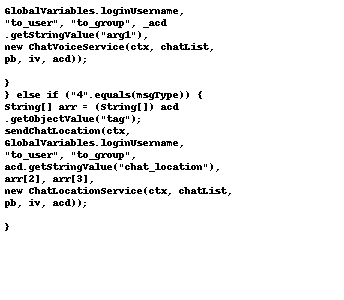 GlobalVariables.loginUsername,
"to_user", "to_group", _acd
.getStringValue("arg1"),
new ChatVoiceService(ctx, chatList,
pb, iv, acd));
}
} else if ("4".equals(msgType)) {
String[] arr = (String[]) acd
.getObjectValue("tag");
sendChatLocation(ctx,
GlobalVariables.loginUsername,
"to_user", "to_group",
acd.getStringValue("chat_location"),
arr[2], arr[3],
new ChatLocationService(ctx, chatList,
pb, iv, acd));
}